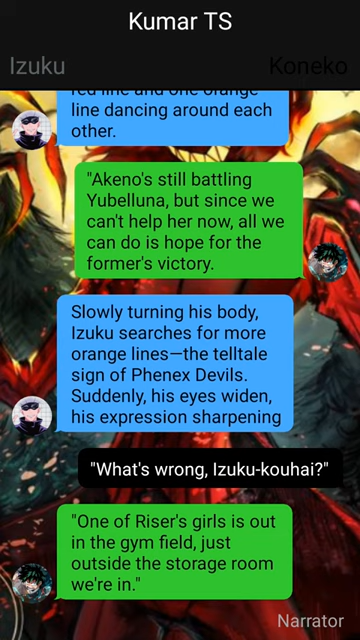 Kumar TS
Izuku
Koneko
red line and one orange
line dancing around each
other.
"Akeno's still battling
Yubelluna, but since we
can't help her now, all we
can do is hope for the
former's victory.
Slowly turning his body,
Izuku searches for more
orange lines—the telltale
sign of Phenex Devils.
Suddenly, his eyes widen,
his expression sharpening
"What's wrong, Izuku-kouhai?"
"One of Riser's girls is out
in the gym field, just
outside the storage room
we're in."
Narrator